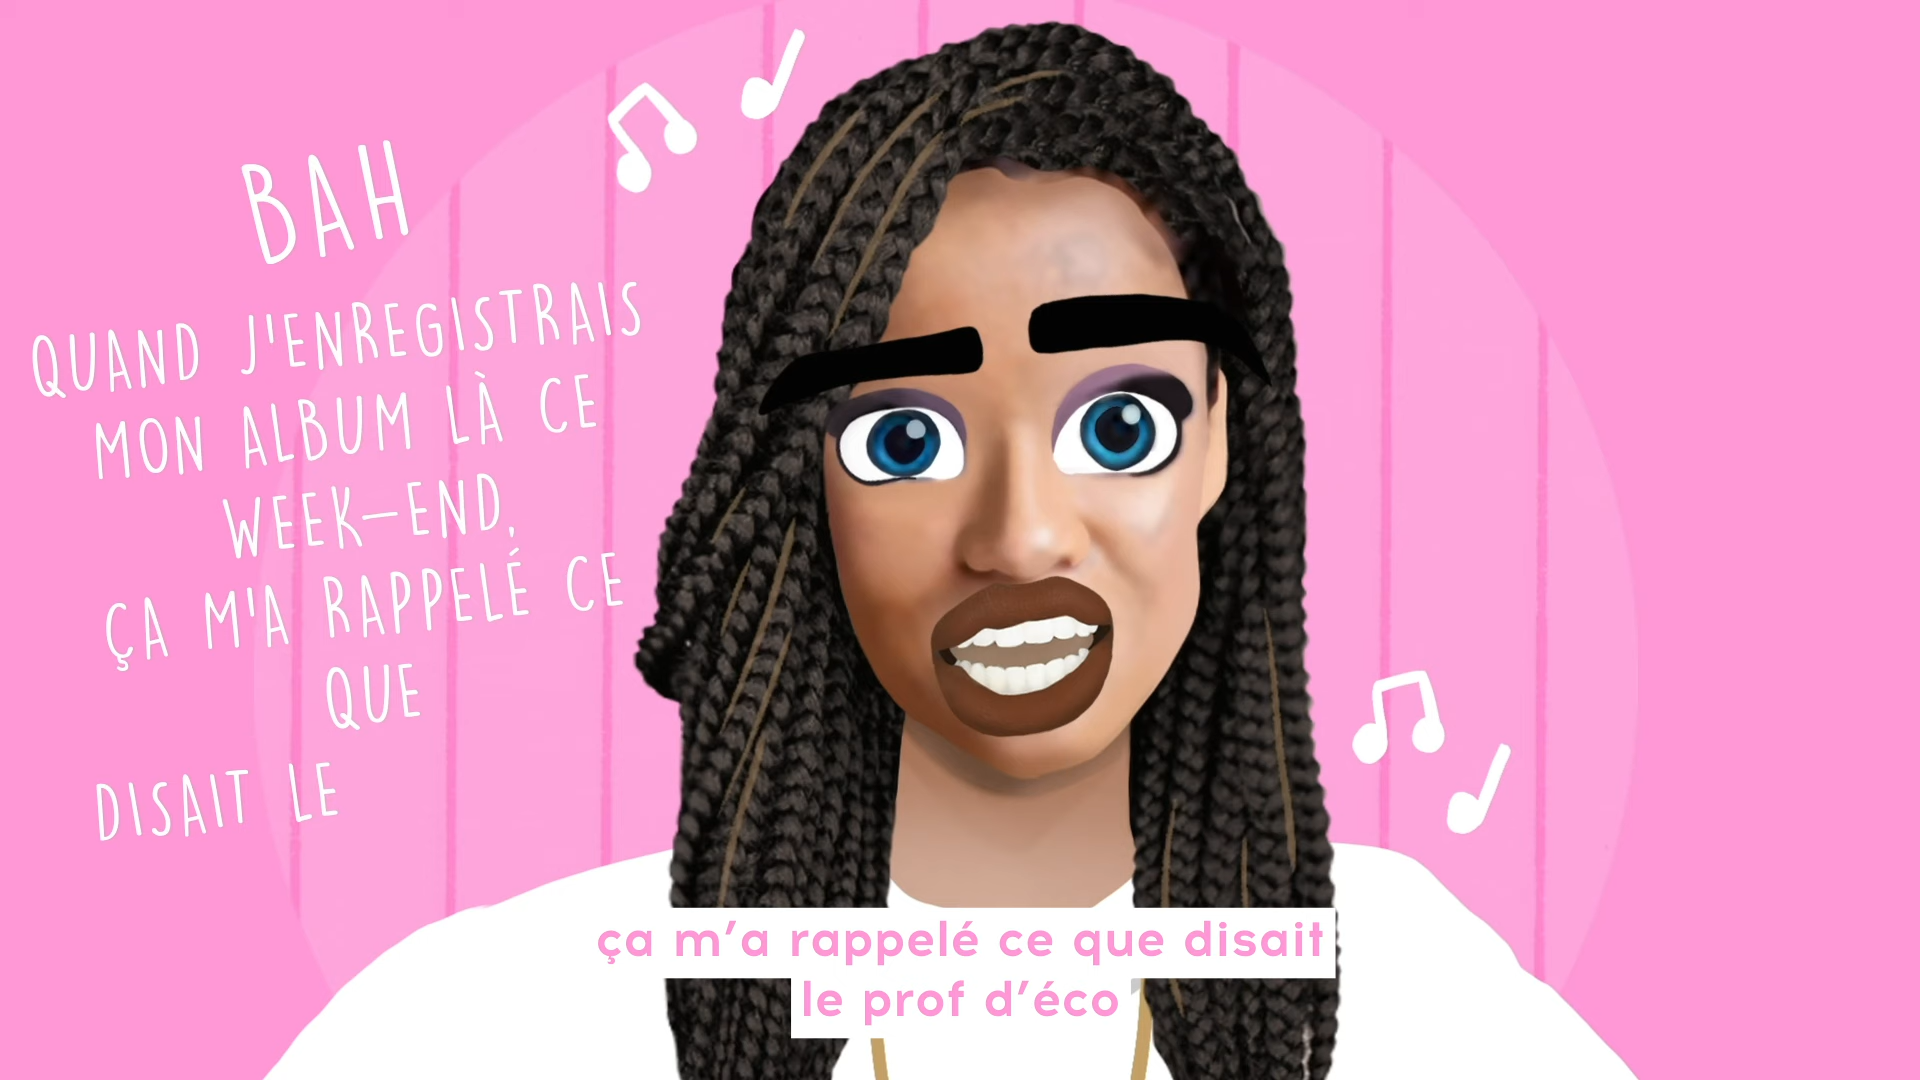 BAH
QUAND J'ENREGISTRAIS
MON ALBUM LÀ CE
WEEK-END,
ÇA M'A RAPPELÉ CE
QUE
DISAIT LE
ça m’a rappelé ce que disait
le prof d’éco